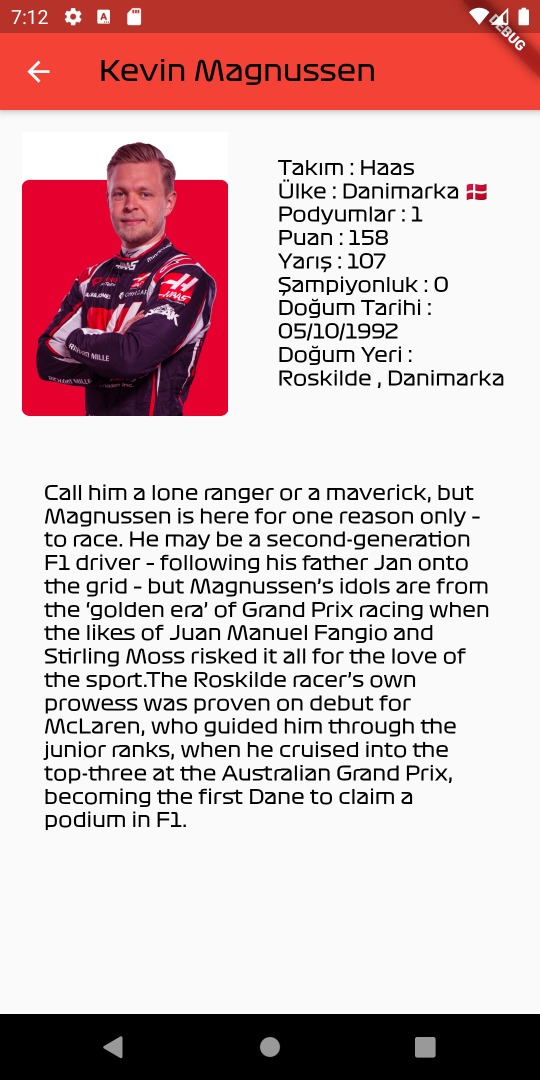 7:12
A
DEBUG
Kevin Magnussen
Takım : Haas
Ülke : Danimarka 🇩🇰
Podyumlar : 1
Puan : 158
Yarış : 107
Şampiyonluk : 0
Doğum Tarihi :
05/10/1992
Doğum Yeri :
Roskilde , Danimarka
HAAS
RICHARD MILLE
RICHARD MILLE
Call him a lone ranger or a maverick, but
Magnussen is here for one reason only –
to race. He may be a second-generation
F1 driver – following his father Jan onto
the grid – but Magnussen’s idols are from
the ‘golden era’ of Grand Prix racing when
the likes of Juan Manuel Fangio and
Stirling Moss risked it all for the love of
the sport.The Roskilde racer’s own
prowess was proven on debut for
McLaren, who guided him through the
junior ranks, when he cruised into the
top-three at the Australian Grand Prix,
becoming the first Dane to claim a
podium in F1.